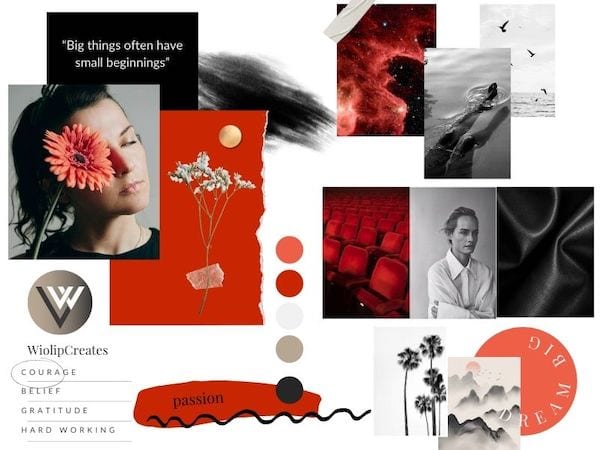 “Big things often have
small beginnings”
W
WiolipCreates
COURAGE
BELIEF
GRATITUDE
HARD WORKING
passion
DREAM BIG